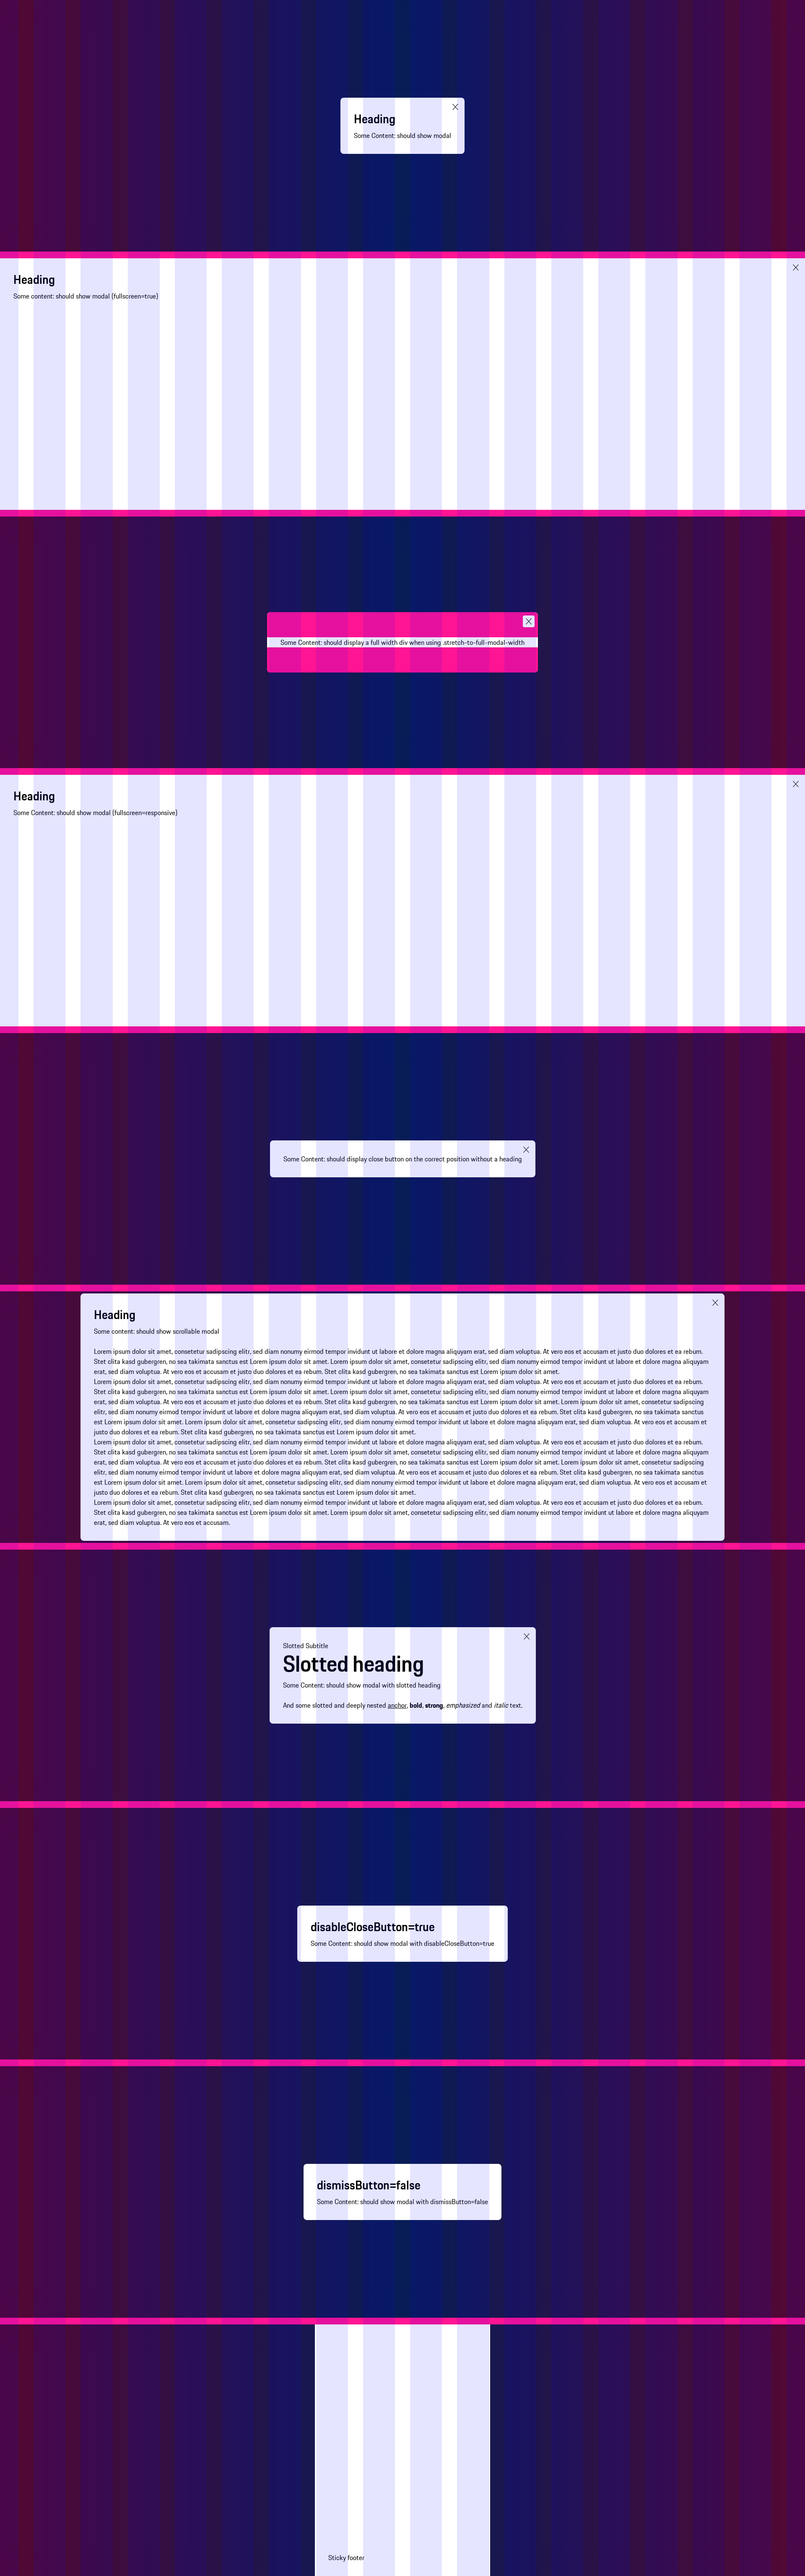 Heading
Some Content: should show modal
Heading
Some content: should show modal (fullscreen=true)
Some Content: should display a full width div when using .stretch-to-full-modal-width
Heading
Some Content: should show modal (fullscreen=responsive)
Some Content: should display close button on the correct position without a heading
Heading
Some content: should show scrollable modal
Lorem ipsum dolor sit amet, consetetur sadipscing elitr, sed diam nonumy eirmod tempor invidunt ut labore et dolore magna aliquyam erat, sed diam voluptua. At vero eos et accusam et justo duo dolores et ea rebum.
Stet clita kasd gubergren, no sea takimata sanctus est Lorem ipsum dolor sit amet. Lorem ipsum dolor sit amet, consetetur sadipscing elitr, sed diam nonumy eirmod tempor invidunt ut labore et dolore magna aliquyam
erat, sed diam voluptua. At vero eos et accusam et justo duo dolores et ea rebum. Stet clita kasd gubergren, no sea takimata sanctus est Lorem ipsum dolor sit amet.
Lorem ipsum dolor sit amet, consetetur sadipscing elitr, sed diam nonumy eirmod tempor invidunt ut labore et dolore magna aliquyam erat, sed diam voluptua. At vero eos et accusam et justo duo dolores et ea rebum.
Stet clita kasd gubergren, no sea takimata sanctus est Lorem ipsum dolor sit amet. Lorem ipsum dolor sit amet, consetetur sadipscing elitr, sed diam nonumy eirmod tempor invidunt ut labore et dolore magna aliquyam
erat, sed diam voluptua. At vero eos et accusam et justo duo dolores et ea rebum. Stet clita kasd gubergren, no sea takimata sanctus est Lorem ipsum dolor sit amet. Lorem ipsum dolor sit amet, consetetur sadipscing
elitr, sed diam nonumy eirmod tempor invidunt ut labore et dolore magna aliquyam erat, sed diam voluptua. At vero eos et accusam et justo duo dolores et ea rebum. Stet clita kasd gubergren, no sea takimata sanctus
est Lorem ipsum dolor sit amet. Lorem ipsum dolor sit amet, consetetur sadipscing elitr, sed diam nonumy eirmod tempor invidunt ut labore et dolore magna aliquyam erat, sed diam voluptua. At vero eos et accusam et
justo duo dolores et ea rebum. Stet clita kasd gubergren, no sea takimata sanctus est Lorem ipsum dolor sit amet.
Lorem ipsum dolor sit amet, consetetur sadipscing elitr, sed diam nonumy eirmod tempor invidunt ut labore et dolore magna aliquyam erat, sed diam voluptua. At vero eos et accusam et justo duo dolores et ea rebum.
Stet clita kasd gubergren, no sea takimata sanctus est Lorem ipsum dolor sit amet. Lorem ipsum dolor sit amet, consetetur sadipscing elitr, sed diam nonumy eirmod tempor invidunt ut labore et dolore magna aliquyam
erat, sed diam voluptua. At vero eos et accusam et justo duo dolores et ea rebum. Stet clita kasd gubergren, no sea takimata sanctus est Lorem ipsum dolor sit amet. Lorem ipsum dolor sit amet, consetetur sadipscing
elitr, sed diam nonumy eirmod tempor invidunt ut labore et dolore magna aliquyam erat, sed diam voluptua. At vero eos et accusam et justo duo dolores et ea rebum. Stet clita kasd gubergren, no sea takimata sanctus
est Lorem ipsum dolor sit amet. Lorem ipsum dolor sit amet, consetetur sadipscing elitr, sed diam nonumy eirmod tempor invidunt ut labore et dolore magna aliquyam erat, sed diam voluptua. At vero eos et accusam et
justo duo dolores et ea rebum. Stet clita kasd gubergren, no sea takimata sanctus est Lorem ipsum dolor sit amet.
Lorem ipsum dolor sit amet, consetetur sadipscing elitr, sed diam nonumy eirmod tempor invidunt ut labore et dolore magna aliquyam erat, sed diam voluptua. At vero eos et accusam et justo duo dolores et ea rebum.
Stet clita kasd gubergren, no sea takimata sanctus est Lorem ipsum dolor sit amet. Lorem ipsum dolor sit amet, consetetur sadipscing elitr, sed diam nonumy eirmod tempor invidunt ut labore et dolore magna aliquyam
erat, sed diam voluptua. At vero eos et accusam.
Slotted Subtitle
Slotted heading
Some Content: should show modal with slotted heading
And some slotted and deeply nested anchor, bold, strong, emphasized and italic text.
disableCloseButton=true
Some Content: should show modal with disableCloseButton=true
dismissButton=false
Some Content: should show modal with dismissButton=false
Sticky footer